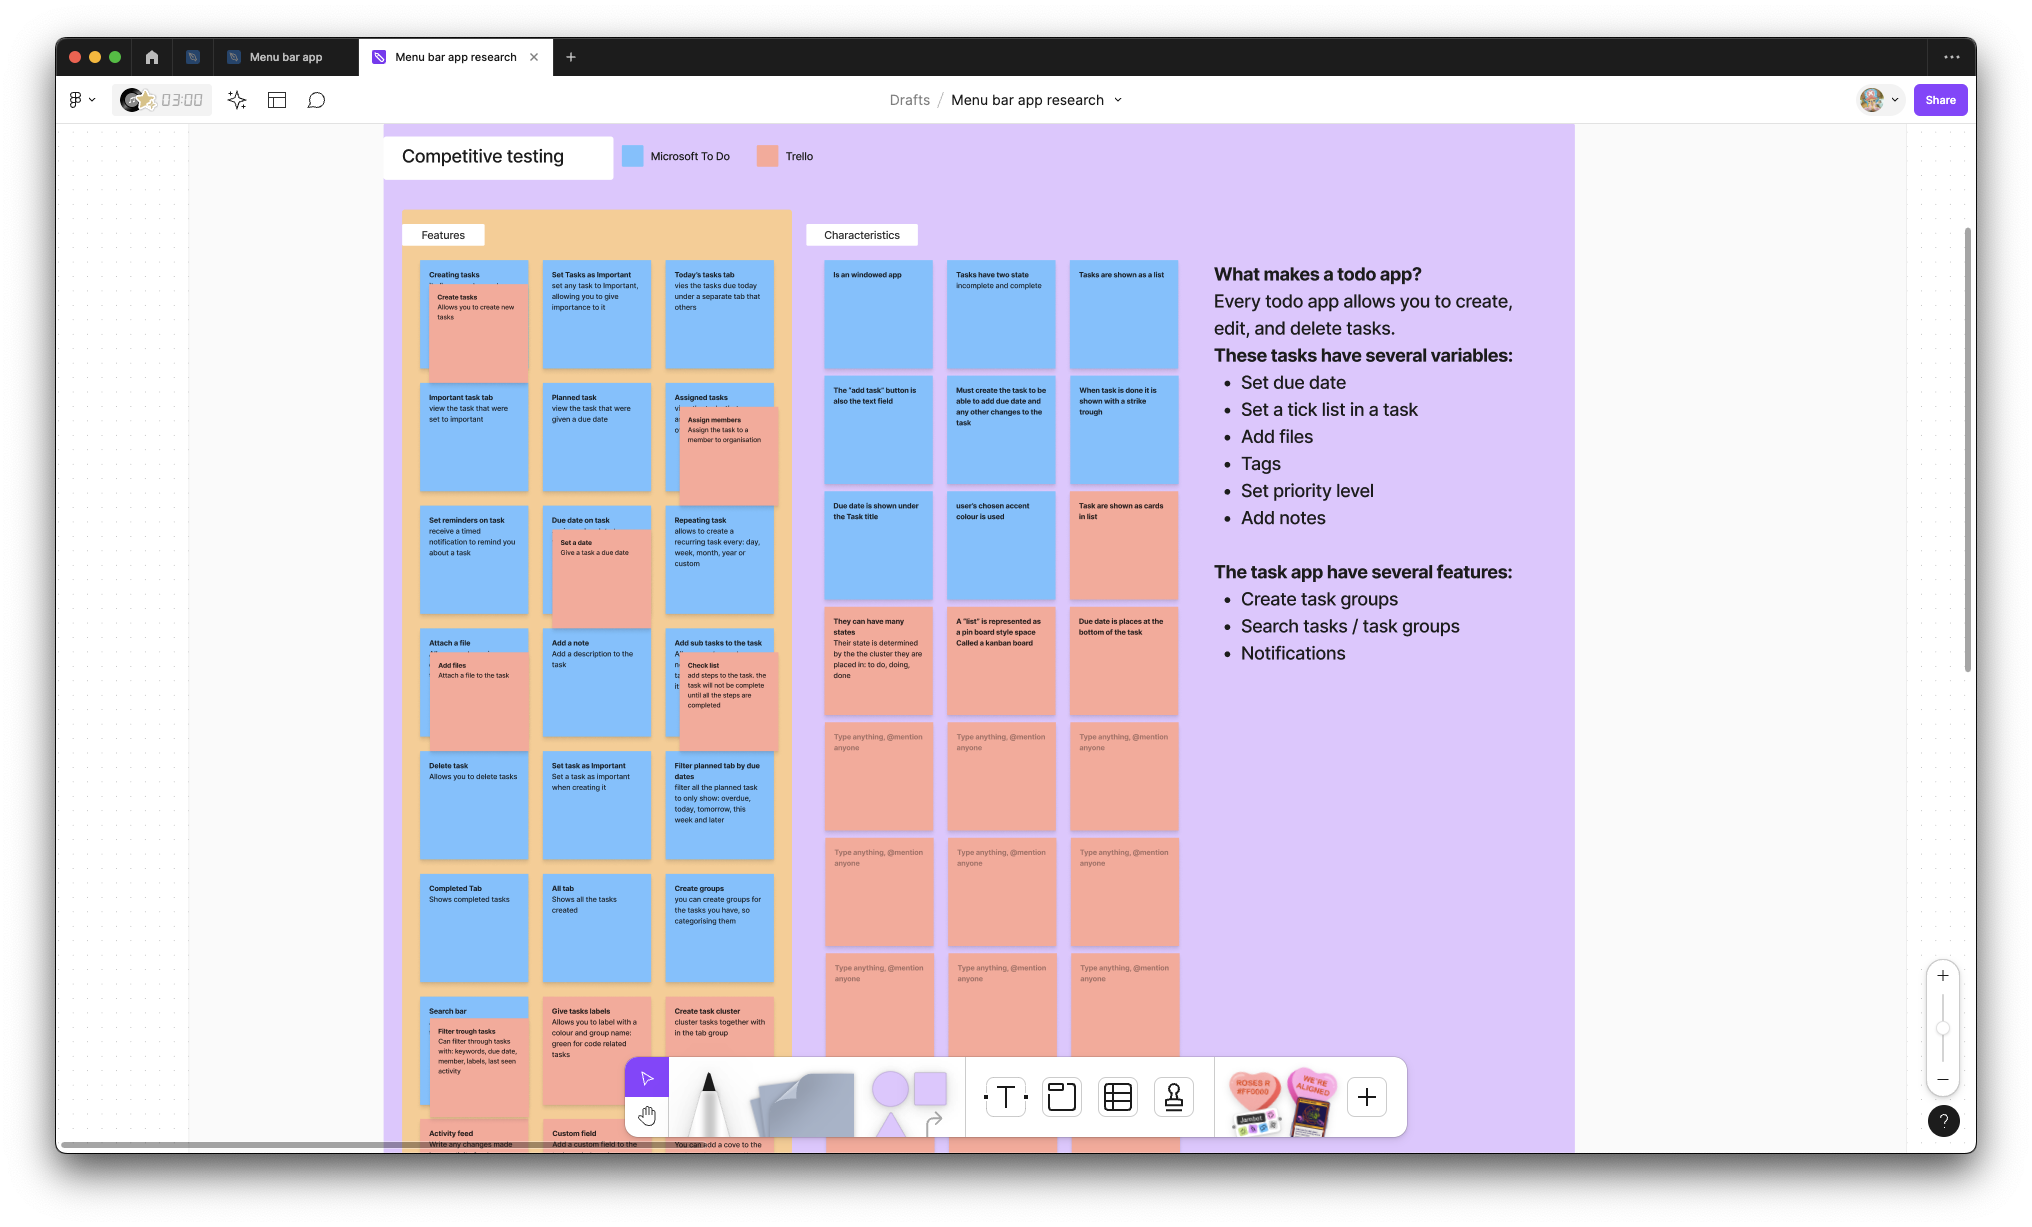 Menu bar app
Menu bar app research
03:00
Drafts / Menu bar app research
Share
Competitive testing
Microsoft To Do
Trello
Features
Creating tasks
Create tasks
Allows you to create new
tasks
Set Tasks as Important
set any task to Important,
allowing you to give
importance to it
Today's tasks tab
vies the tasks due today
under a separate tab that
others
Important task tab
view the task that were
set to important
Planned task
view the task that were
given a due date
Assigned tasks
Assign members
Assign the task to a
member to organisation
Set reminders on task
receive a timed
notification to remind you
about a task
Due date on task
Set a date
Give a task a due date
Repeating task
allows to create a
recurring task every: day,
week, month, year or
custom
Attach a file
Add files
Attach a file to the task
Add a note
Add a description to the
task
Add sub tasks to the task
Check list
add steps to the task. the
task will not be complete
until all the steps are
completed
Delete task
Allows you to delete tasks
Set task as Important
Set a task as important
when creating it
Filter planned tab by due
dates
filter all the planned task
to only show: overdue,
today, tomorrow, this
week and later
Completed Tab
Shows completed tasks
All tab
Shows all the tasks
created
Create groups
you can create groups for
the tasks you have, so
categorising them
Search bar
Filter trough tasks
Can filter through tasks
with: keywords, due date,
member, labels, last seen
activity
Give tasks labels
Allows you to label with a
colour and group name:
green for code related
tasks
Create task cluster
cluster tasks together with
in the tab group
Activity feed
Write any changes made
Custom field
Add a custom field to the
You can add a cove to the
Characteristics
Is an windowed app
Tasks have two state
incomplete and complete
Tasks are shown as a list
The "add task" button is
also the text field
Must create the task to be
able to add due date and
any other changes to the
task
When task is done it is
shown with a strike
trough
Due date is shown under
the Task title
user's chosen accent
colour is used
Task are shown as cards
in list
They can have many
states
Their state is determined
by the the cluster they are
placed in: to do, doing,
done
A "list" is represented as
a pin board style space
Called a kanban board
Due date is places at the
bottom of the task
Type anything, @mention
anyone
Type anything, @mention
anyone
Type anything, @mention
anyone
Type anything, @mention
anyone
Type anything, @mention
anyone
Type anything, @mention
anyone
Type anything, @mention
anyone
Type anything, @mention
anyone
Type anything, @mention
anyone
What makes a todo app?
Every todo app allows you to create,
edit, and delete tasks.
These tasks have several variables:
• Set due date
• Set a tick list in a task
• Add files
• Tags
• Set priority level
• Add notes
The task app have several features:
• Create task groups
• Search tasks / task groups
• Notifications
T
ROSES R
#FF0000
WE'RE
ALIGNED
Jambot
?